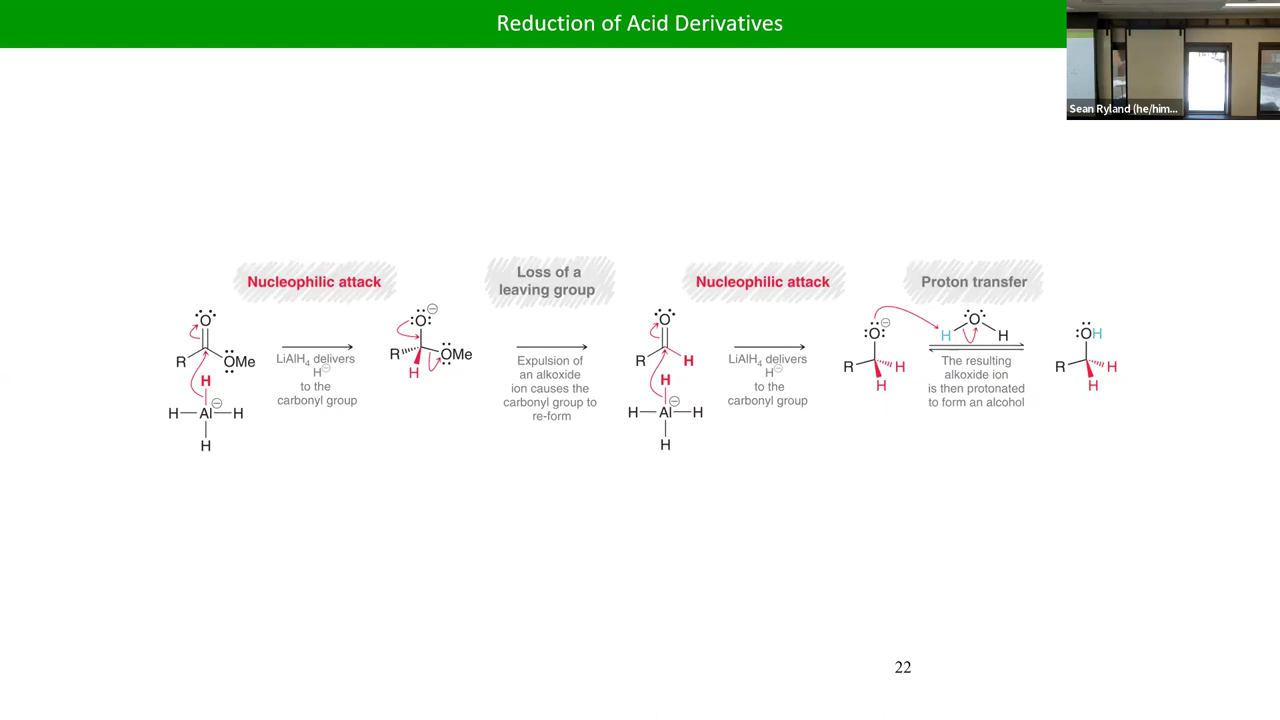 Reduction of Acid Derivatives
Sean Ryland (he/him...
Nucleophilic attack
Loss of a
leaving group
Nucleophilic attack
Proton transfer
O
R
OMe
H
H Al H
H
⊖
LiAlH4 delivers
H⊖
to the
carbonyl group
⊖
O
R
OMe
H
Expulsion of
an alkoxide
ion causes the
carbonyl group to
re-form
O
R
H
H
H Al H
H
⊖
LiAlH4 delivers
H⊖
to the
carbonyl group
O⊖
R
H
H
O
H H
The resulting
alkoxide ion
is then protonated
to form an alcohol
OH
R
H
H
22